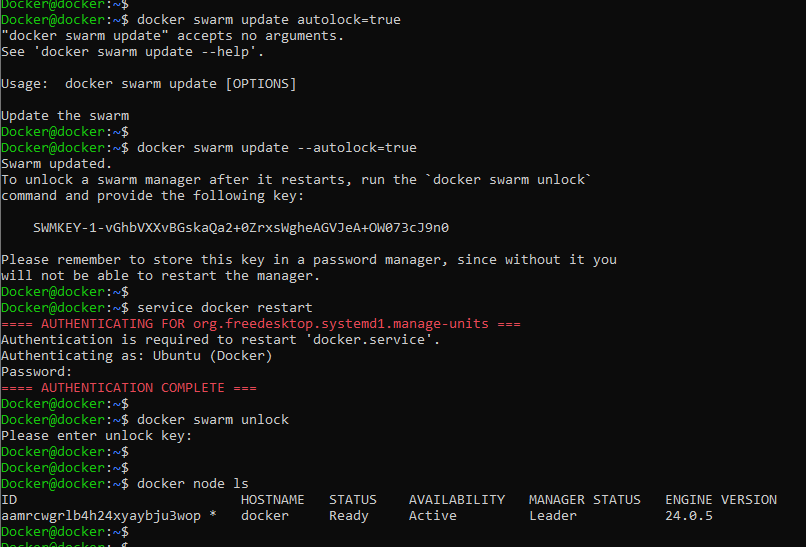 Docker@docker:~$
Docker@docker:~$ docker swarm update autolock=true
"docker swarm update" accepts no arguments.
See 'docker swarm update --help'.
Usage:  docker swarm update [OPTIONS]
Update the swarm
Docker@docker:~$
Docker@docker:~$ docker swarm update --autolock=true
Swarm updated.
To unlock a swarm manager after it restarts, run the `docker swarm unlock`
command and provide the following key:
    SWMKEY-1-vGhbVXXvBGskaQa2+0ZrxsWgheAGVJeA+OW073cJ9n0
Please remember to store this key in a password manager, since without it you
will not be able to restart the manager.
Docker@docker:~$
Docker@docker:~$ service docker restart
==== AUTHENTICATING FOR org.freedesktop.systemd1.manage-units ===
Authentication is required to restart 'docker.service'.
Authenticating as: Ubuntu (Docker)
Password:
==== AUTHENTICATION COMPLETE ===
Docker@docker:~$
Docker@docker:~$ docker swarm unlock
Please enter unlock key:
Docker@docker:~$
Docker@docker:~$
Docker@docker:~$ docker node ls
ID                            HOSTNAME   STATUS    AVAILABILITY   MANAGER STATUS   ENGINE VERSION
aamrcwgrlb4h24xyaybju3wop *   docker     Ready     Active         Leader           24.0.5
Docker@docker:~$
Docker@docker:~$